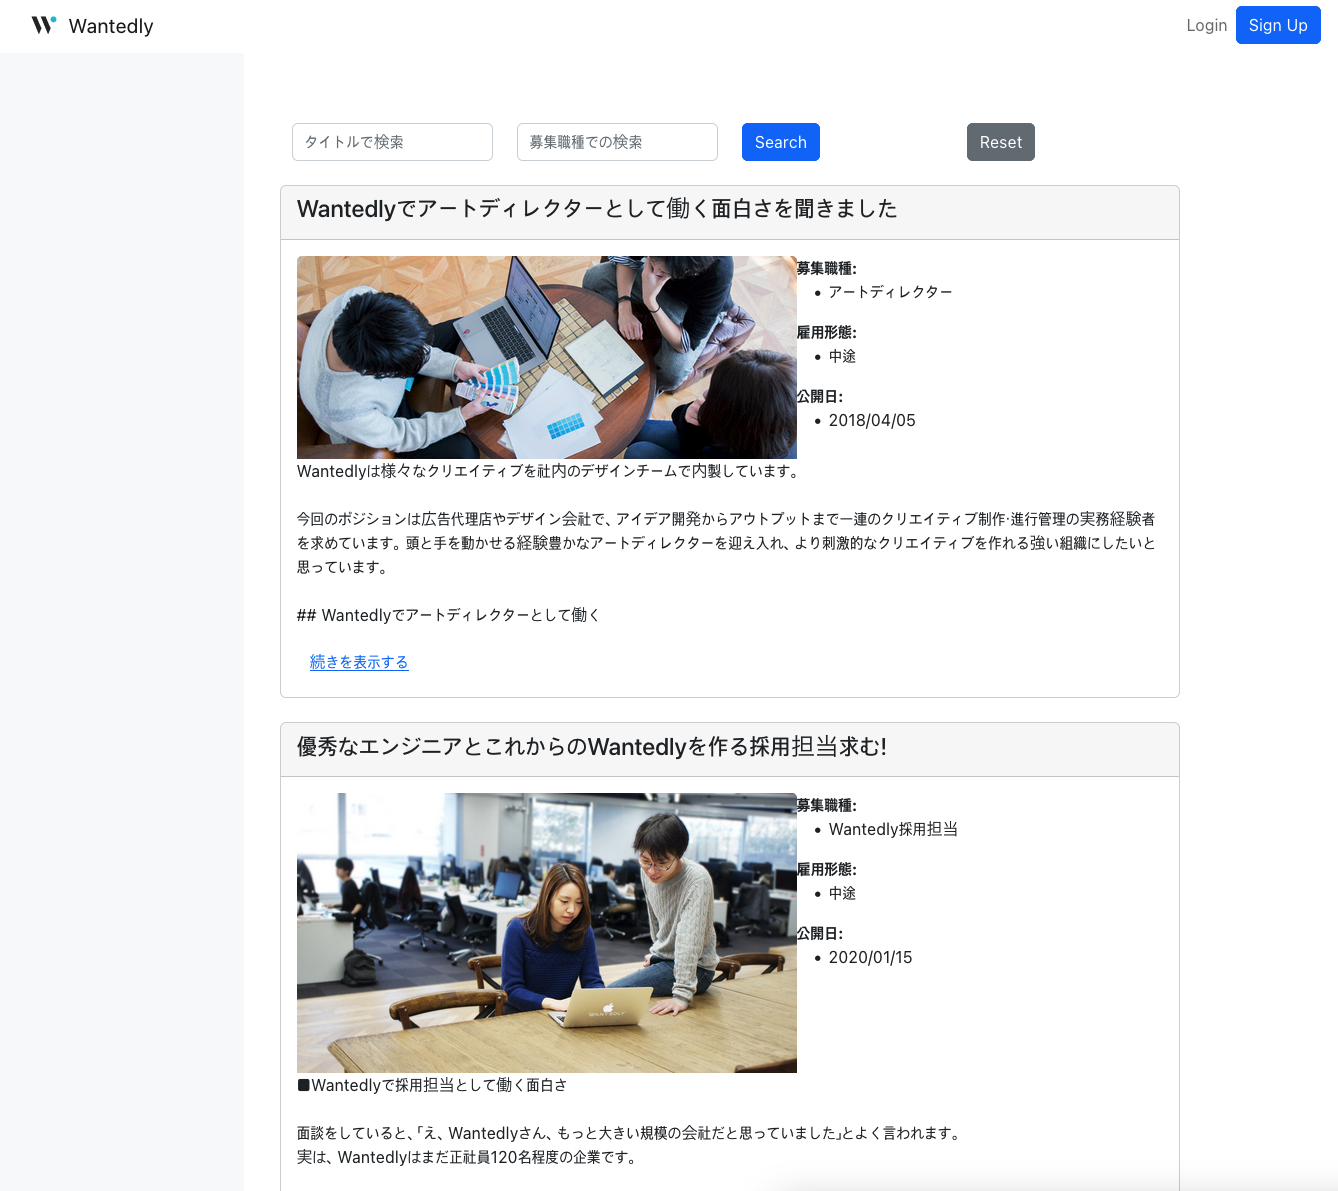 Wantedly
Login
Sign Up
タイトルで検索
募集職種での検索
Search
Reset
Wantedlyでアートディレクターとして働く面白さを聞きました
募集職種:
• アートディレクター
雇用形態:
• 中途
公開日:
• 2018/04/05
Wantedlyは様々なクリエイティブを社内のデザインチームで内製しています。
今回のポジションは広告代理店やデザイン会社で、アイデア開発からアウトプットまで一連のクリエイティブ制作·進行管理の実務経験者
を求めています。頭と手を動かせる経験豊かなアートディレクターを迎え入れ、より刺激的なクリエイティブを作れる強い組織にしたいと
思っています。
## Wantedlyでアートディレクターとして働く
続きを表示する
優秀なエンジニアとこれからのWantedlyを作る採用担当求む!
募集職種:
• Wantedly採用担当
雇用形態:
• 中途
公開日:
• 2020/01/15
WANTEDLY
■Wantedlyで採用担当として働く面白さ
面談をしていると、「え、Wantedlyさん、もっと大きい規模の会社だと思っていました」とよく言われます。
実は、Wantedlyはまだ正社員120名程度の企業です。